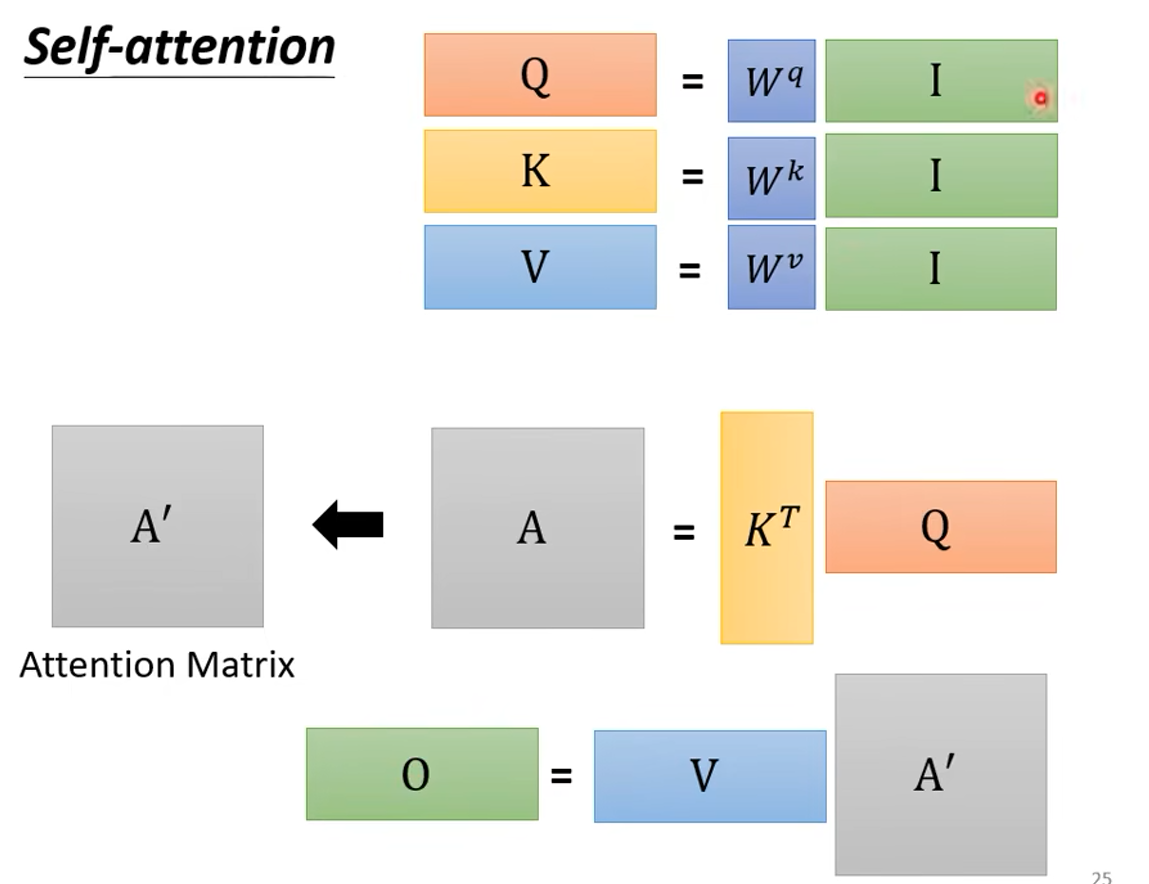 Self-attention
Q = W^q I
K = W^k I
V = W^v I
A′ A = K^T Q
Attention Matrix
O = V A′
25